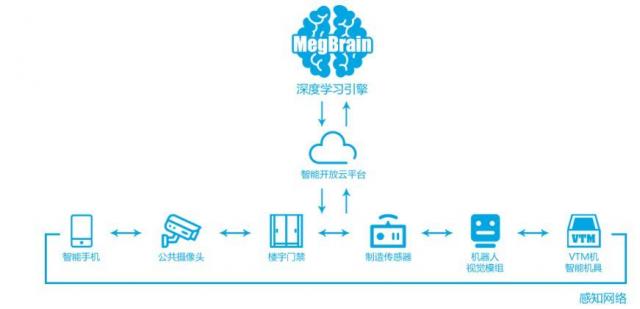 MegBrain
深度学习引擎
智能开放云平台
智能手机
公共摄像头
楼宇门禁
制造传感器
机器人
视觉模组
VTM
VTM机
智能机具
感知网络